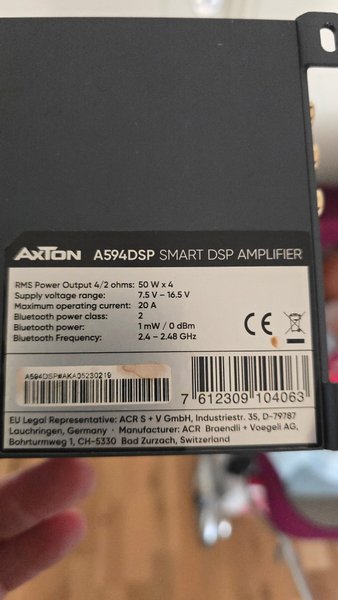 AXTON A594DSP SMART DSP AMPLIFIER
RMS Power Output 4/2 ohms: 50 W x 4
Supply voltage range: 7.5 V – 16.5 V
Maximum operating current: 20 A
Bluetooth power class: 2
Bluetooth power: 1 mW / 0 dBm
Bluetooth Frequency: 2.4 – 2.48 GHz
CE
A594DSP#AKA05230219
7 612309 104063
EU Legal Representative: ACR S + V GmbH, Industriestr. 35, D-79787
Lauchringen, Germany · Manufacturer: ACR Braendli + Voegeli AG,
Bohrturmweg 1, CH-5330 Bad Zurzach, Switzerland